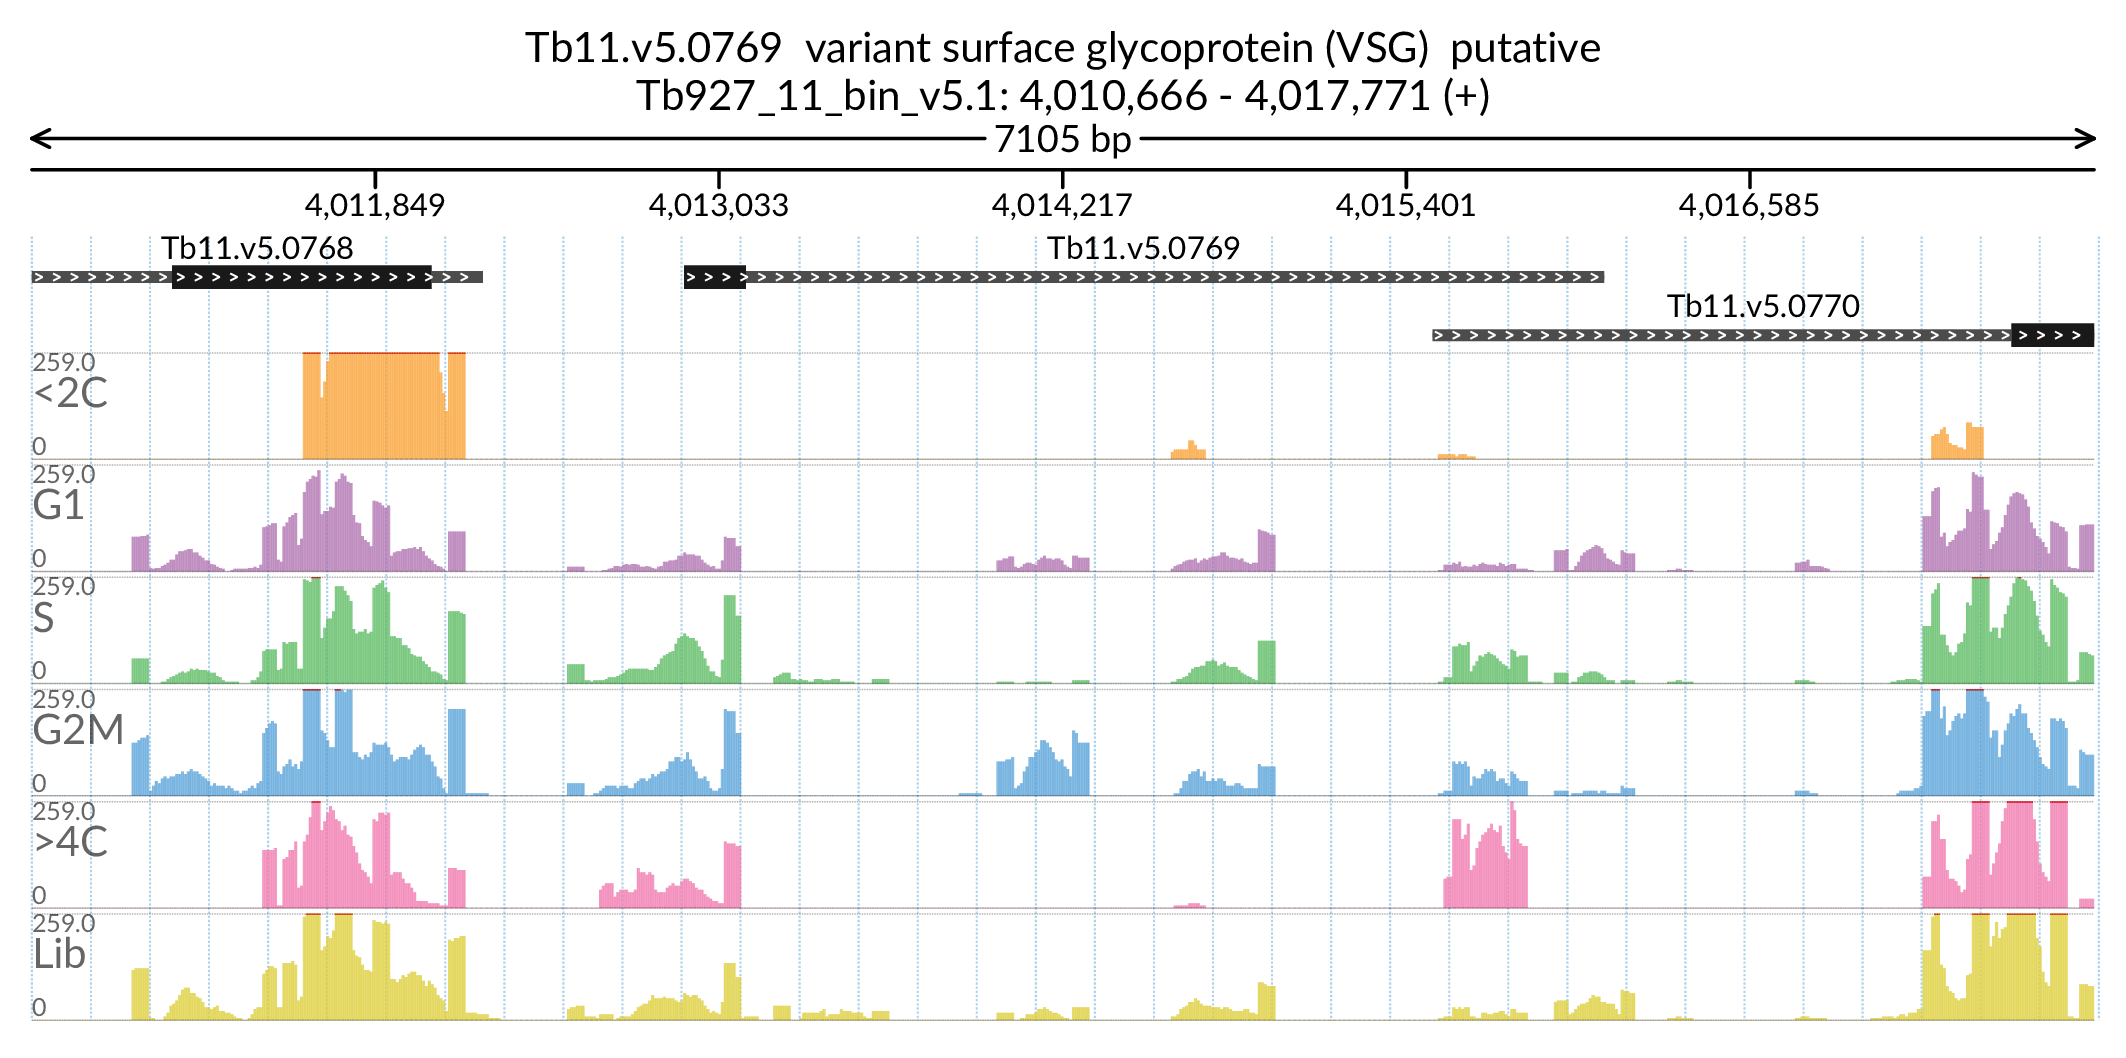 Tb11.v5.0769 variant surface glycoprotein (VSG) putative
Tb927_11_bin_v5.1: 4,010,666 - 4,017,771 (+)
7105 bp
4,011,849 4,013,033 4,014,217 4,015,401 4,016,585
Tb11.v5.0768 Tb11.v5.0769
Tb11.v5.0770
259.0
<2C
0
259.0
G1
0
259.0
S
0
259.0
G2M
0
259.0
>4C
0
259.0
Lib
0